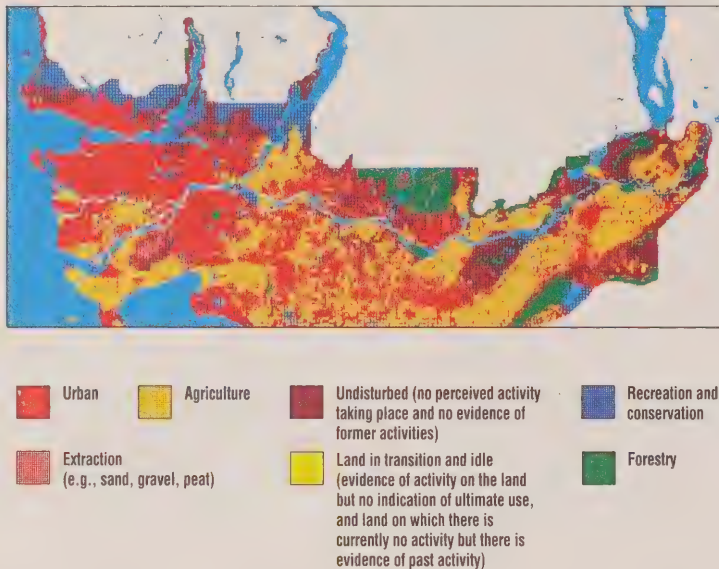 Urban
Agriculture
Undisturbed (no perceived activity
taking place and no evidence of
former activities)
Recreation and
conservation
Extraction
(e.g., sand, gravel, peat)
Land in transition and idle
(evidence of activity on the land
but no indication of ultimate use,
and land on which there is
currently no activity but there is
evidence of past activity)
Forestry